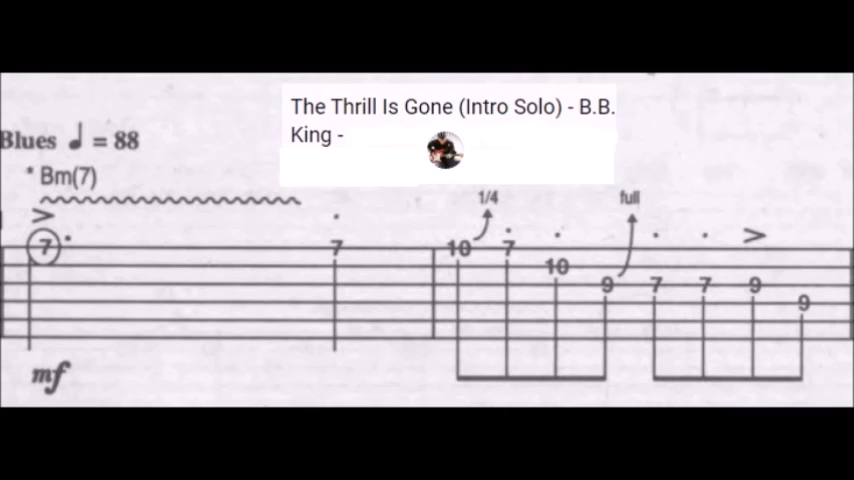 The Thrill Is Gone (Intro Solo) - B.B.
King -
Blues ♩ = 88
* Bm(7)
1/4 full
7 7 10 7
10
9 7 7 9
9
mf